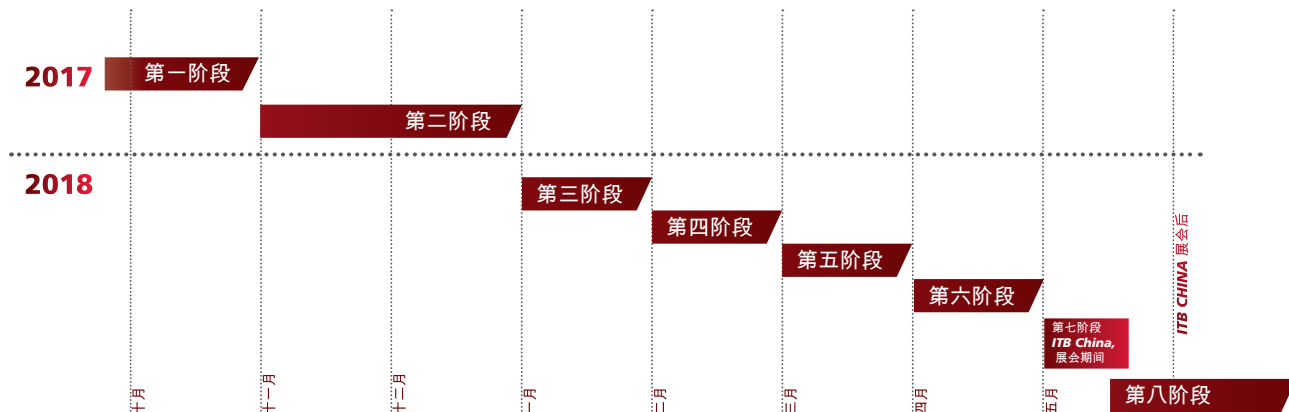 2017
第一阶段
第二阶段
2018
第三阶段
第四阶段
第五阶段
第六阶段
第七阶段
ITB China,
展会期间
第八阶段
ITB CHINA 展会后
十月
十一月
十二月
一月
二月
三月
四月
五月